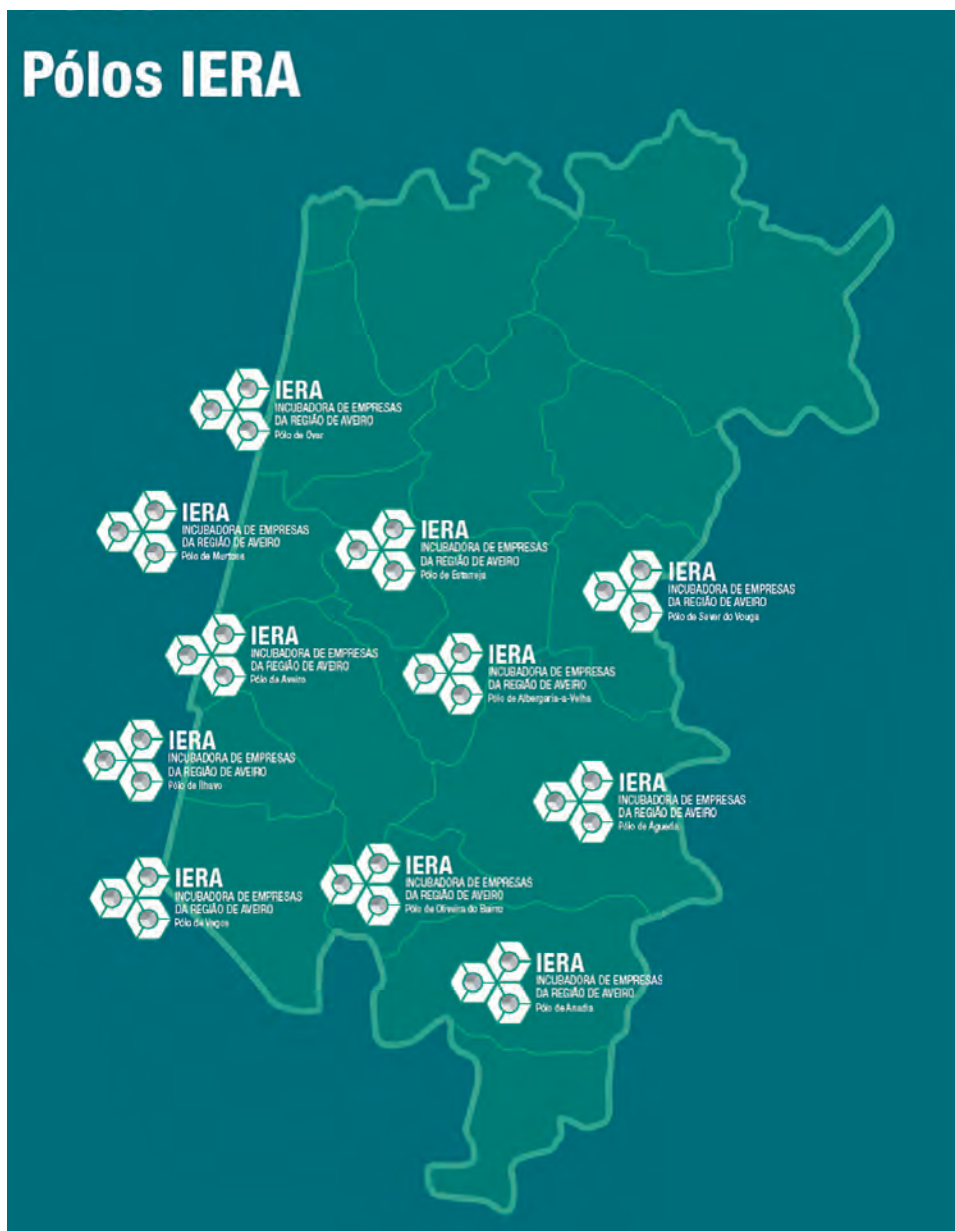 Pólos IERA
IERA
INCUBADORA DE EMPRESAS
DA REGIÃO DE AVEIRO
Pólo de Ovar
IERA
INCUBADORA DE EMPRESAS
DA REGIÃO DE AVEIRO
Pólo de Murtosa
IERA
INCUBADORA DE EMPRESAS
DA REGIÃO DE AVEIRO
Pólo de Estarreja
IERA
INCUBADORA DE EMPRESAS
DA REGIÃO DE AVEIRO
Pólo de Sever do Vouga
IERA
INCUBADORA DE EMPRESAS
DA REGIÃO DE AVEIRO
Pólo de Aveiro
IERA
INCUBADORA DE EMPRESAS
DA REGIÃO DE AVEIRO
Pólo de Albergaria-a-Velha
IERA
INCUBADORA DE EMPRESAS
DA REGIÃO DE AVEIRO
Pólo de Ílhavo
IERA
INCUBADORA DE EMPRESAS
DA REGIÃO DE AVEIRO
Pólo de Águeda
IERA
INCUBADORA DE EMPRESAS
DA REGIÃO DE AVEIRO
Pólo de Vagos
IERA
INCUBADORA DE EMPRESAS
DA REGIÃO DE AVEIRO
Pólo de Oliveira do Bairro
IERA
INCUBADORA DE EMPRESAS
DA REGIÃO DE AVEIRO
Pólo de Anadia